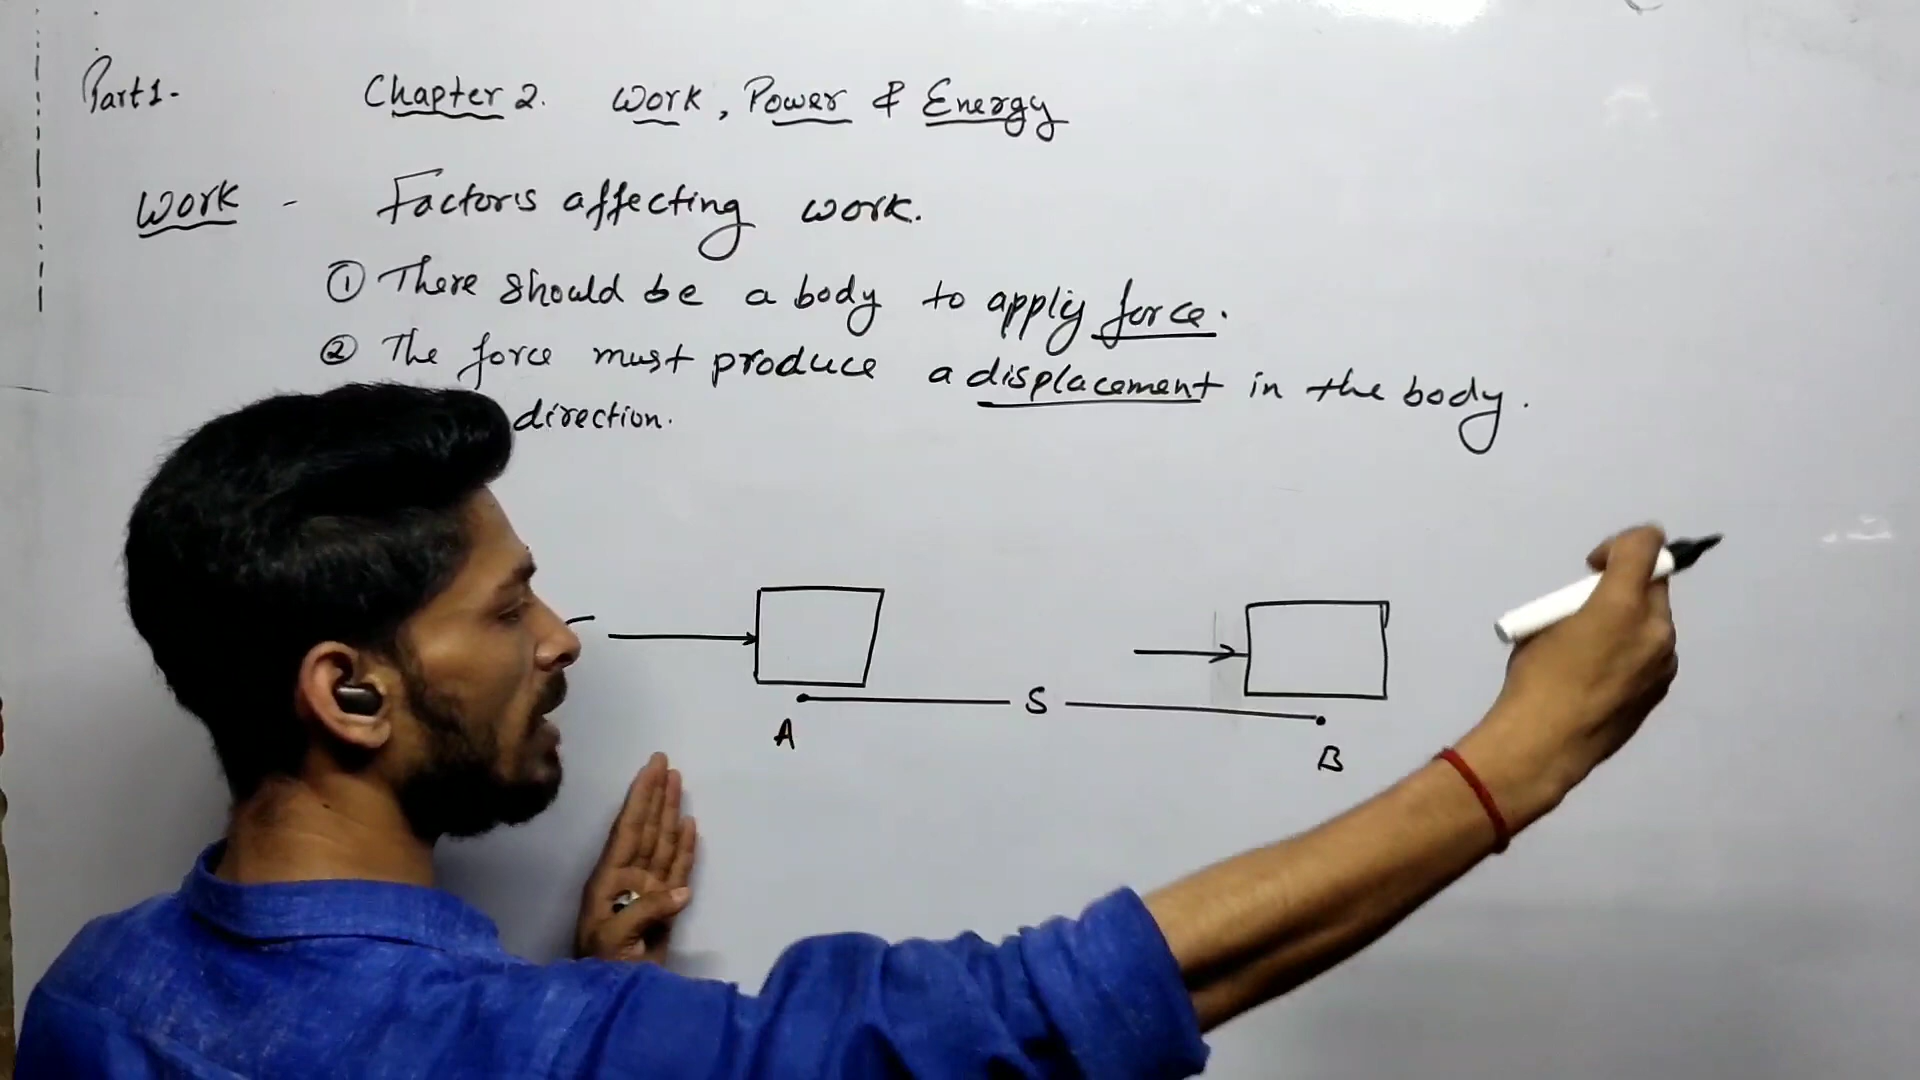 Part 1.
Chapter 2. Work, Power & Energy
Work - Factors affecting work.
① There should be a body to apply force.
② The force must produce a displacement in the body.
direction.
S
A
B